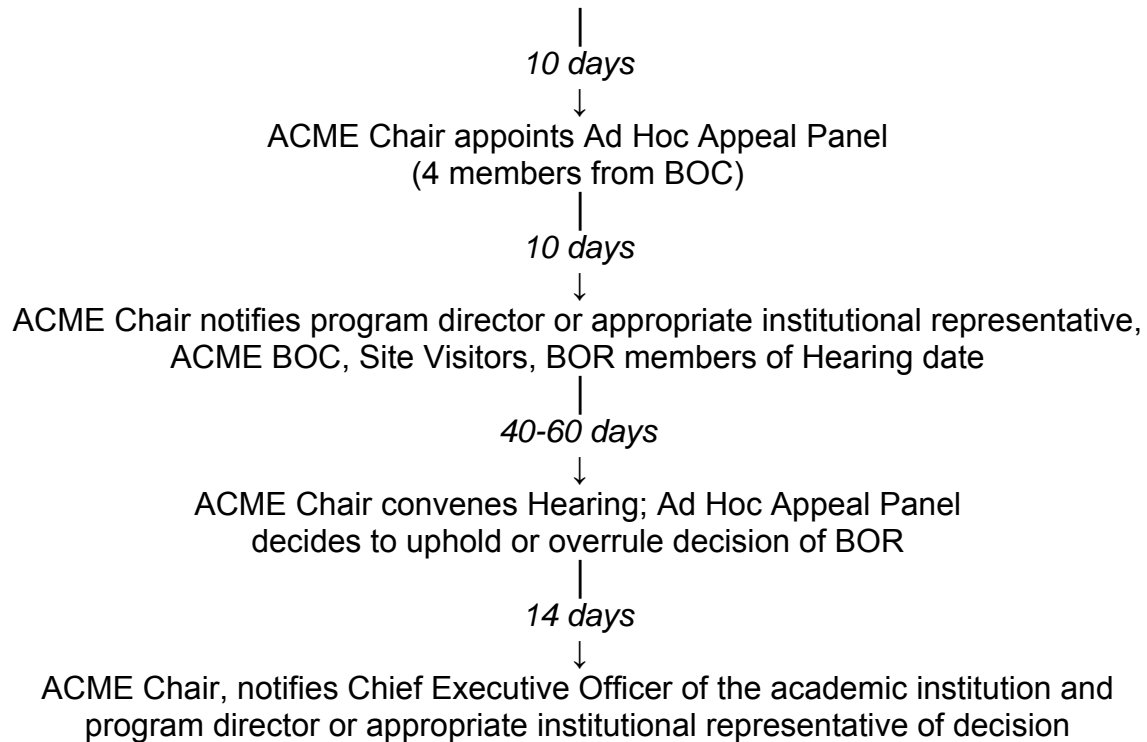 10 days
↓
ACME Chair appoints Ad Hoc Appeal Panel
(4 members from BOC)
10 days
↓
ACME Chair notifies program director or appropriate institutional representative,
ACME BOC, Site Visitors, BOR members of Hearing date
40-60 days
↓
ACME Chair convenes Hearing; Ad Hoc Appeal Panel
decides to uphold or overrule decision of BOR
14 days
↓
ACME Chair, notifies Chief Executive Officer of the academic institution and
program director or appropriate institutional representative of decision